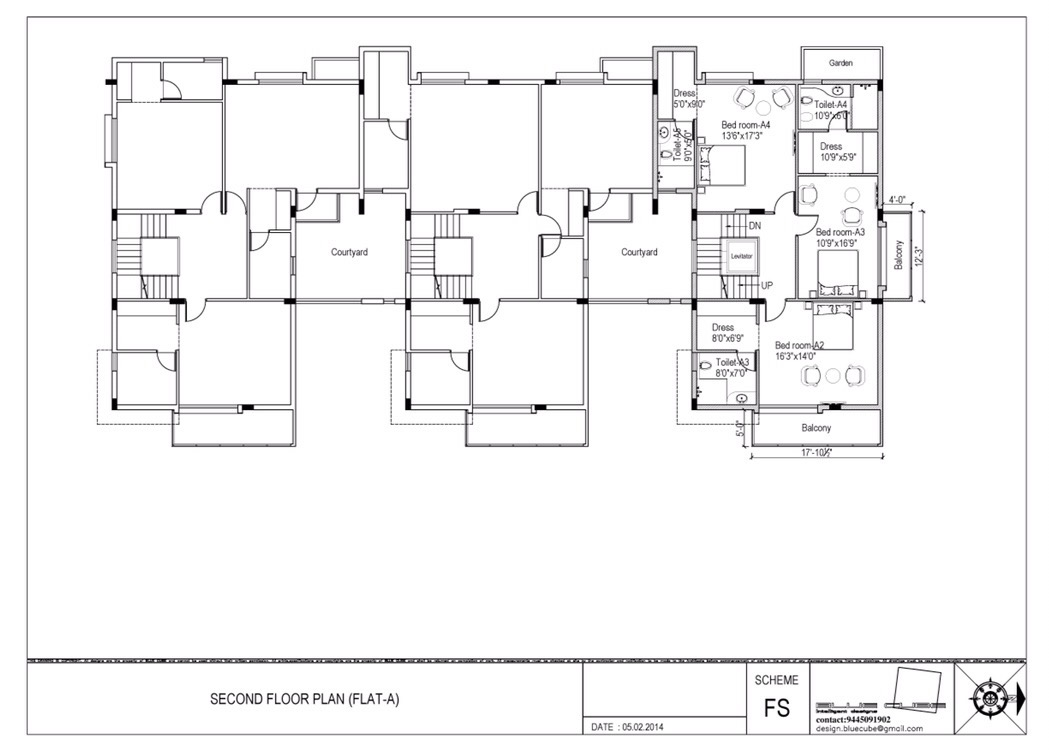 Garden
Dress
5'0"x9'0"
Toilet-A5
9'0"x5'0"
Bed room-A4
13'6"x17'3"
Toilet-A4
10'9"x6'0"
Dress
10'9"x5'9"
4'-0"
Courtyard
Courtyard
DN
Levitator
UP
Bed room-A3
10'9"x16'9"
Balcony
12'-3"
Dress
8'0"x6'9"
Bed room-A2
16'3"x14'0"
Toilet-A3
8'0"x7'0"
5'-0"
Balcony
17'-10½"
SECOND FLOOR PLAN (FLAT-A)
DATE : 05.02.2014
SCHEME
FS
intelligent designs
contact:9445091902
design.bluecube@gmail.com